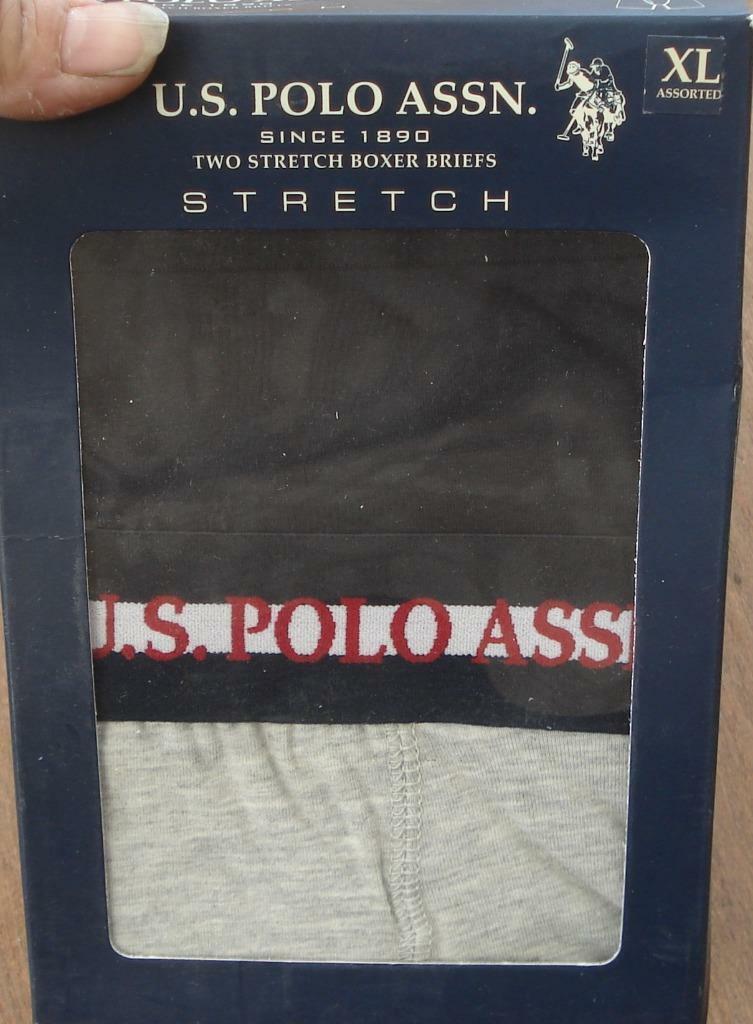 XL
ASSORTED
U.S. POLO ASSN.
SINCE 1890
TWO STRETCH BOXER BRIEFS
STRETCH
U.S. POLO ASS